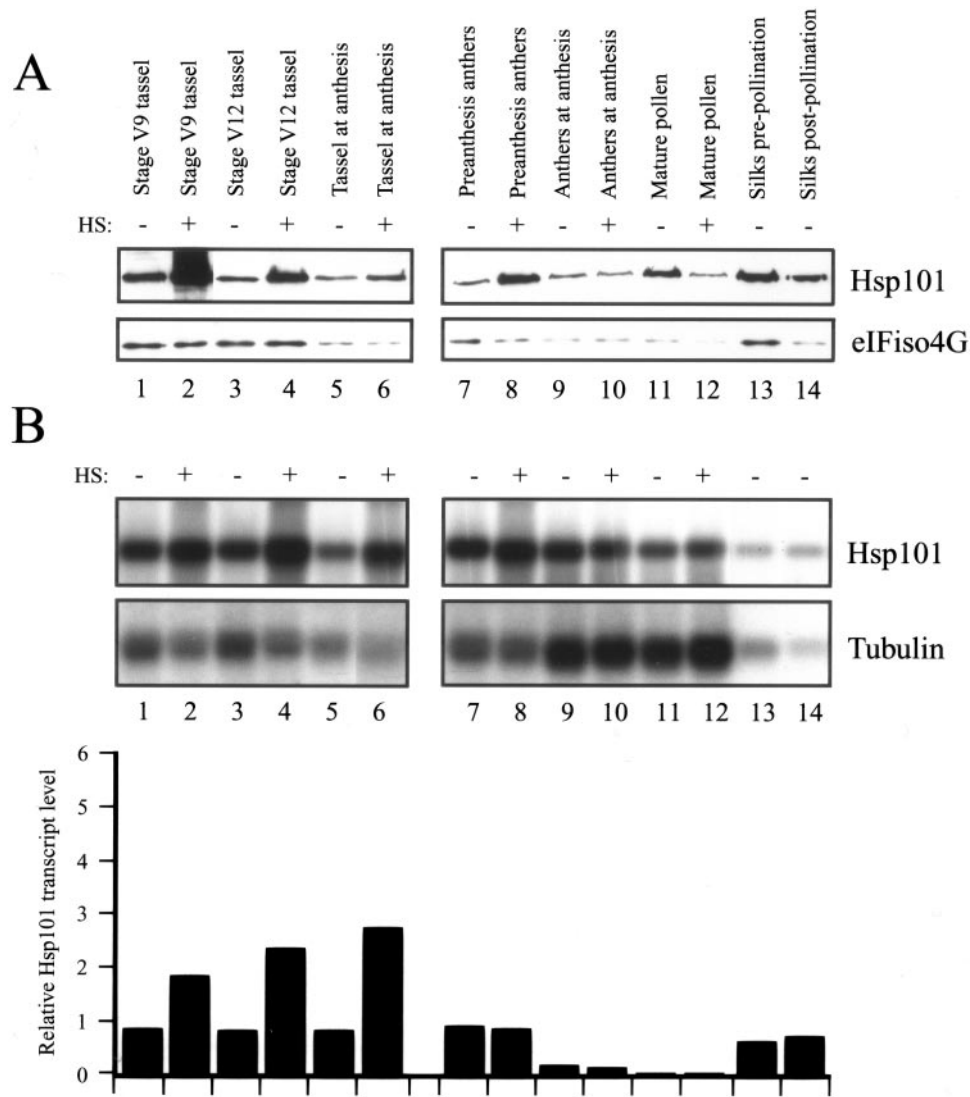 A
Stage V9 tassel
Stage V9 tassel
Stage V12 tassel
Stage V12 tassel
Tassel at anthesis
Tassel at anthesis
Preanthesis anthers
Preanthesis anthers
Anthers at anthesis
Anthers at anthesis
Mature pollen
Mature pollen
Silks pre-pollination
Silks post-pollination
HS: - + - + - + - + - + - + - -
Hsp101
eIFiso4G
1 2 3 4 5 6 7 8 9 10 11 12 13 14
B
HS: - + - + - + - + - + - + - -
Hsp101
Tubulin
1 2 3 4 5 6 7 8 9 10 11 12 13 14
Relative Hsp101 transcript level
6
5
4
3
2
1
0